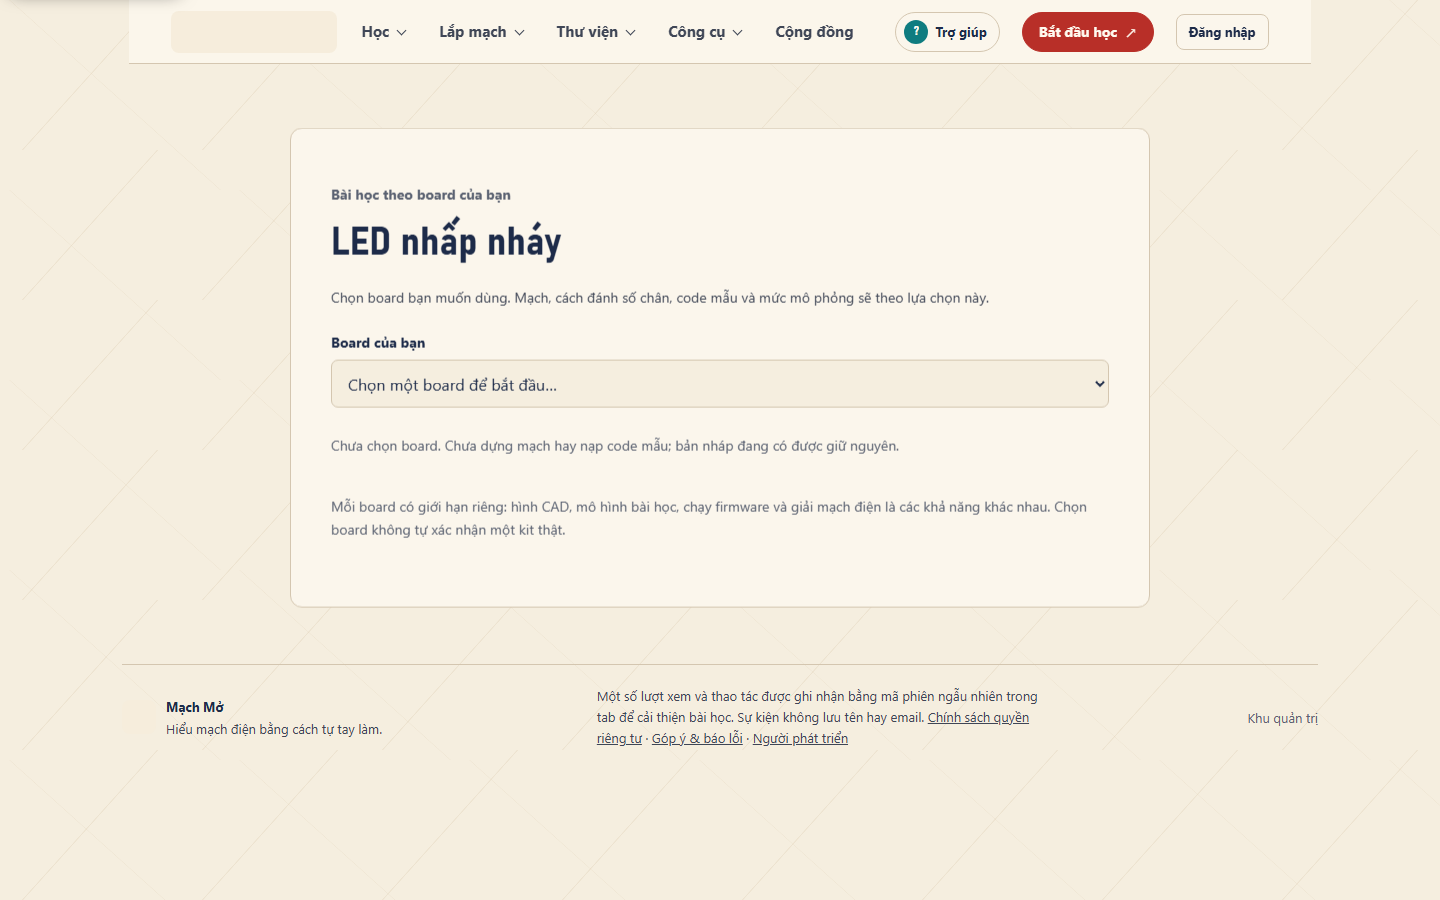 Học
Lắp mạch
Thư viện
Công cụ
Cộng đồng
? Trợ giúp
Bắt đầu học ↗
Đăng nhập
Bài học theo board của bạn
LED nhấp nháy
Chọn board bạn muốn dùng. Mạch, cách đánh số chân, code mẫu và mức mô phỏng sẽ theo lựa chọn này.
Board của bạn
Chọn một board để bắt đầu...
Chưa chọn board. Chưa dựng mạch hay nạp code mẫu; bản nháp đang có được giữ nguyên.
Mỗi board có giới hạn riêng: hình CAD, mô hình bài học, chạy firmware và giải mạch điện là các khả năng khác nhau. Chọn
board không tự xác nhận một kit thật.
Mạch Mở
Hiểu mạch điện bằng cách tự tay làm.
Một số lượt xem và thao tác được ghi nhận bằng mã phiên ngẫu nhiên trong
tab để cải thiện bài học. Sự kiện không lưu tên hay email. Chính sách quyền
riêng tư · Góp ý & báo lỗi · Người phát triển
Khu quản trị